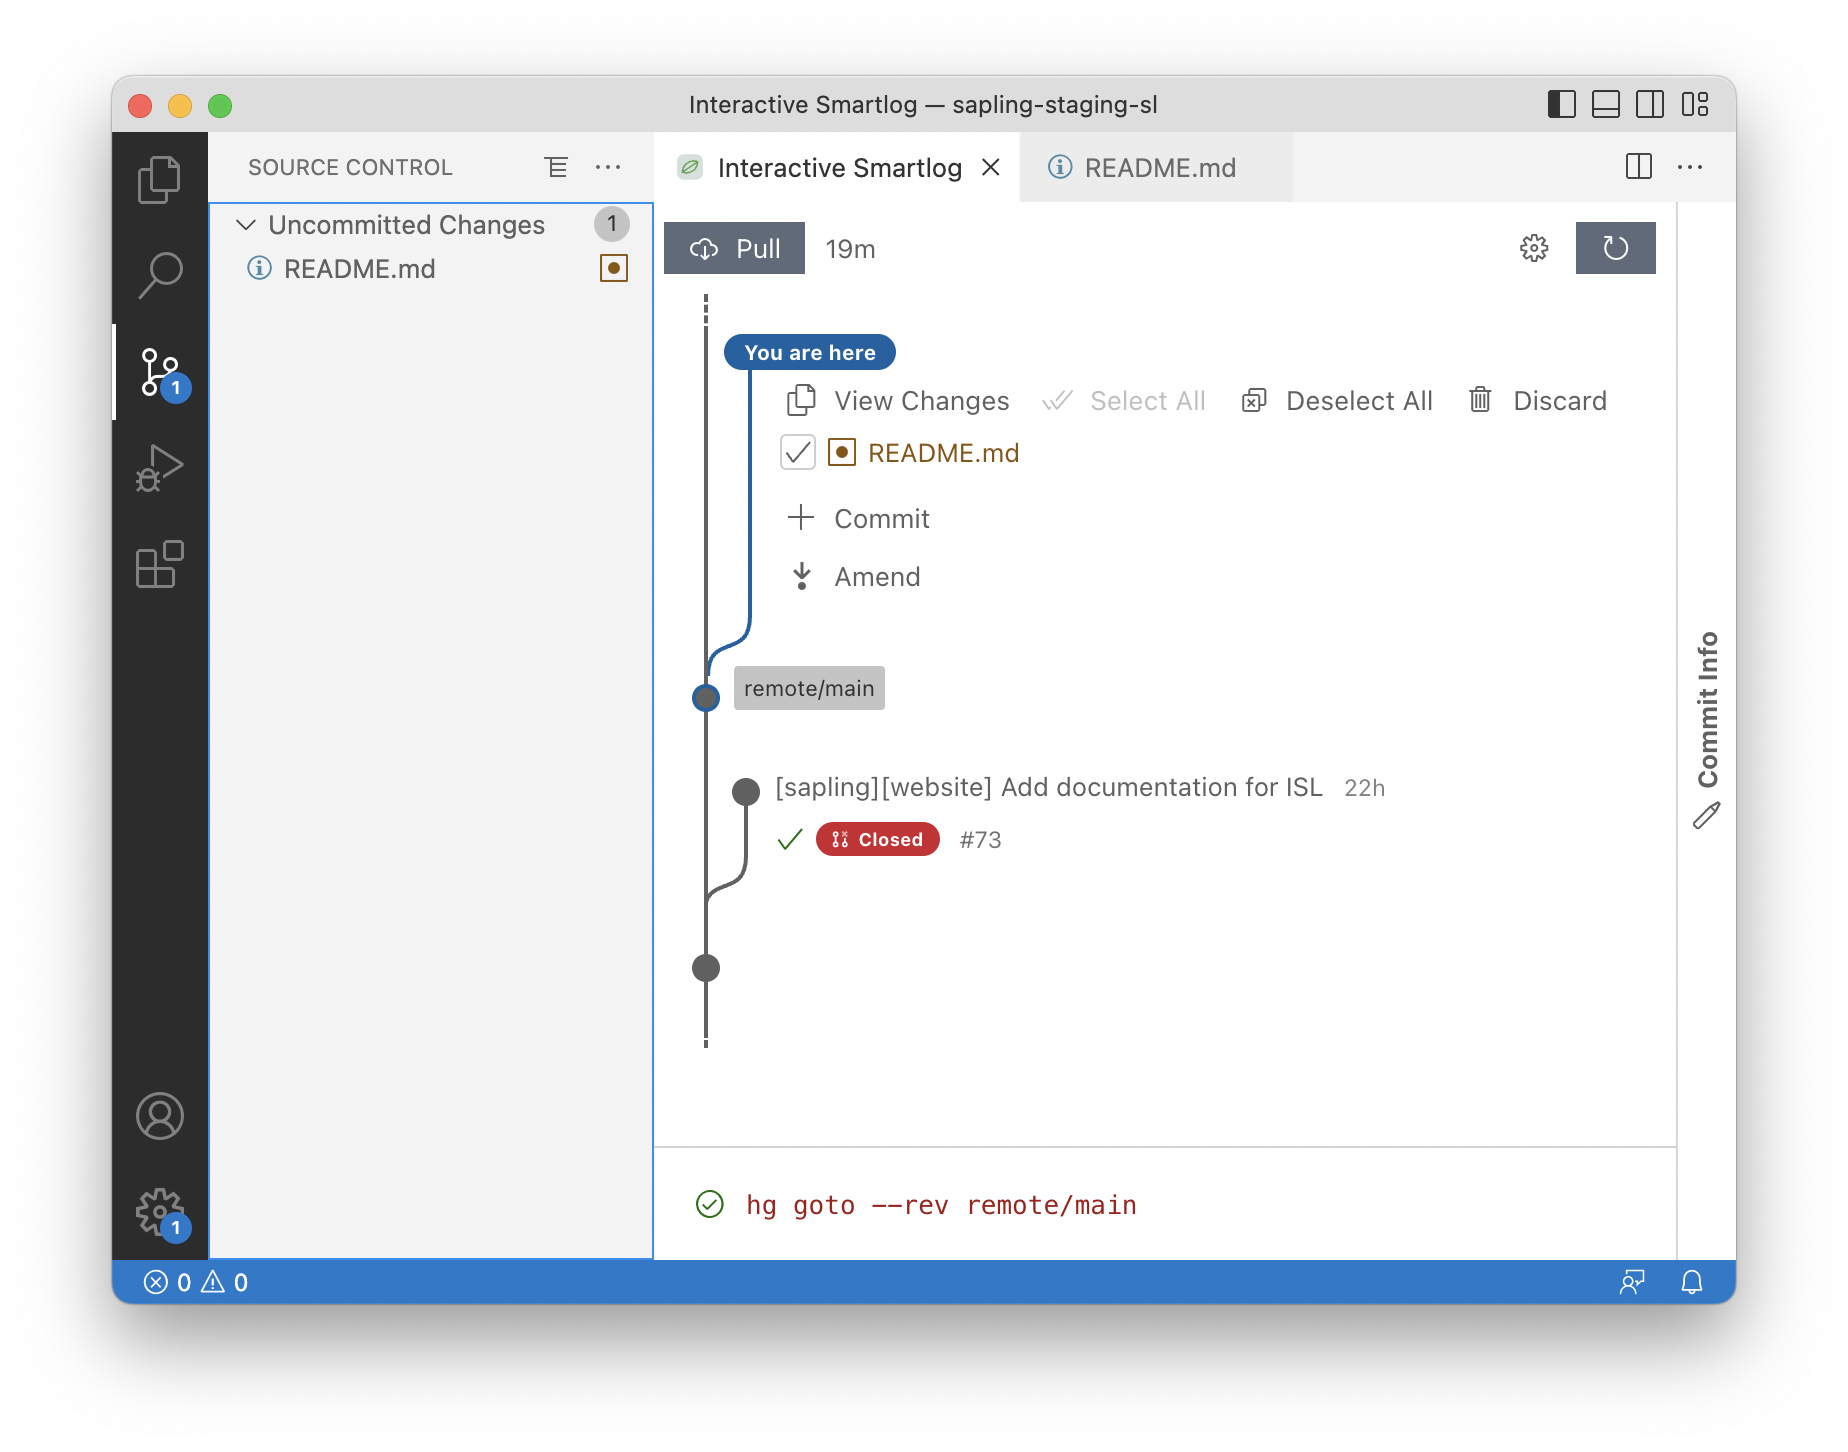 Interactive Smartlog — sapling-staging-sl
SOURCE CONTROL
Uncommitted Changes 1
README.md
Interactive Smartlog
README.md
Pull 19m
You are here
View Changes Select All Deselect All Discard
README.md
Commit
Amend
remote/main
[sapling][website] Add documentation for ISL 22h
Closed #73
Commit Info
hg goto --rev remote/main
1
1
0 0